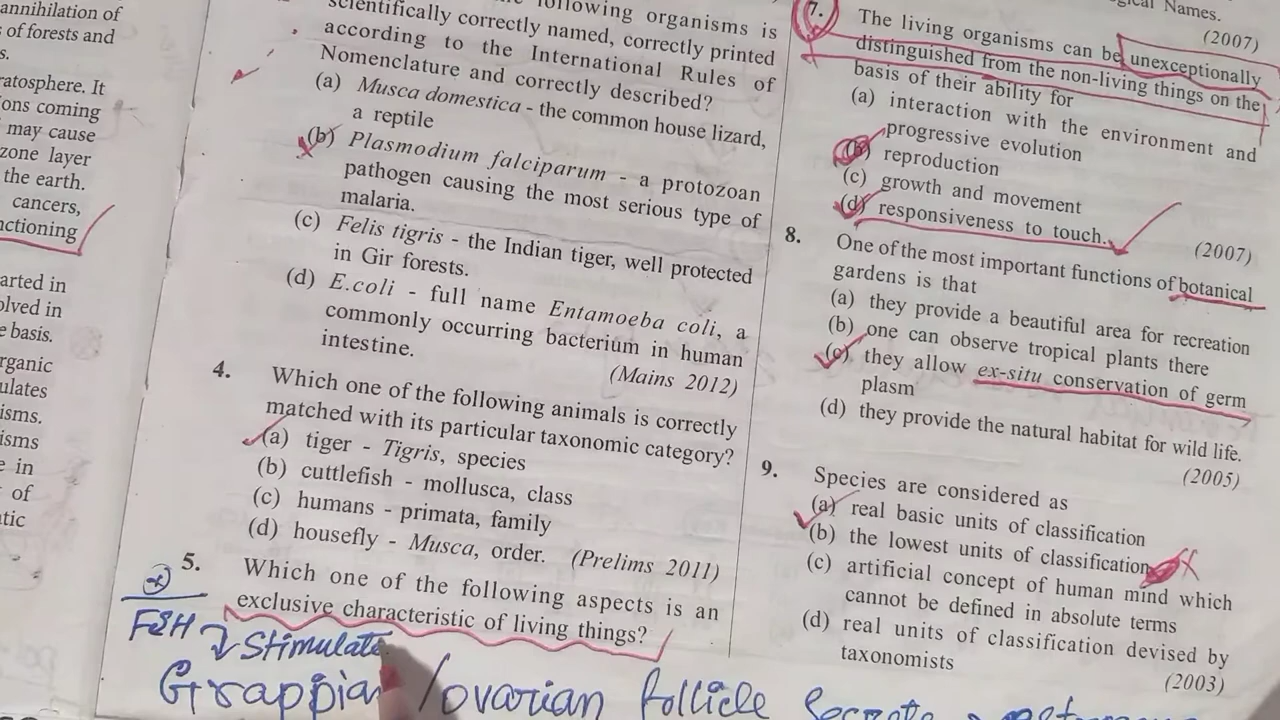 annihilation of
of forests and
s.
ratosphere. It
ions coming
may cause
zone layer
the earth.
cancers,
nctioning
arted in
olved in
e basis.
rganic
ulates
isms.
isms
e in
of
tic
following organisms is
scientifically correctly named, correctly printed
according to the International Rules of
Nomenclature and correctly described?
(a) Musca domestica - the common house lizard,
a reptile
(b) Plasmodium falciparum - a protozoan
pathogen causing the most serious type of
malaria.
(c) Felis tigris - the Indian tiger, well protected
in Gir forests.
(d) E.coli - full name Entamoeba coli, a
commonly occurring bacterium in human
intestine.
(Mains 2012)
4. Which one of the following animals is correctly
matched with its particular taxonomic category?
(a) tiger - Tigris, species
(b) cuttlefish - mollusca, class
(c) humans - primata, family
(d) housefly - Musca, order. (Prelims 2011)
5. Which one of the following aspects is an
exclusive characteristic of living things?
FSH Stimulate
Grappian / ovarian follicle
Names.
(2007)
7. The living organisms can be unexceptionally
distinguished from the non-living things on the
basis of their ability for
(a) interaction with the environment and
progressive evolution
(b) reproduction
(c) growth and movement
(d) responsiveness to touch.
(2007)
8. One of the most important functions of botanical
gardens is that
(a) they provide a beautiful area for recreation
(b) one can observe tropical plants there
(c) they allow ex-situ conservation of germ
plasm
(d) they provide the natural habitat for wild life.
(2005)
9. Species are considered as
(a) real basic units of classification
(b) the lowest units of classification
(c) artificial concept of human mind which
cannot be defined in absolute terms
(d) real units of classification devised by
taxonomists
(2003)